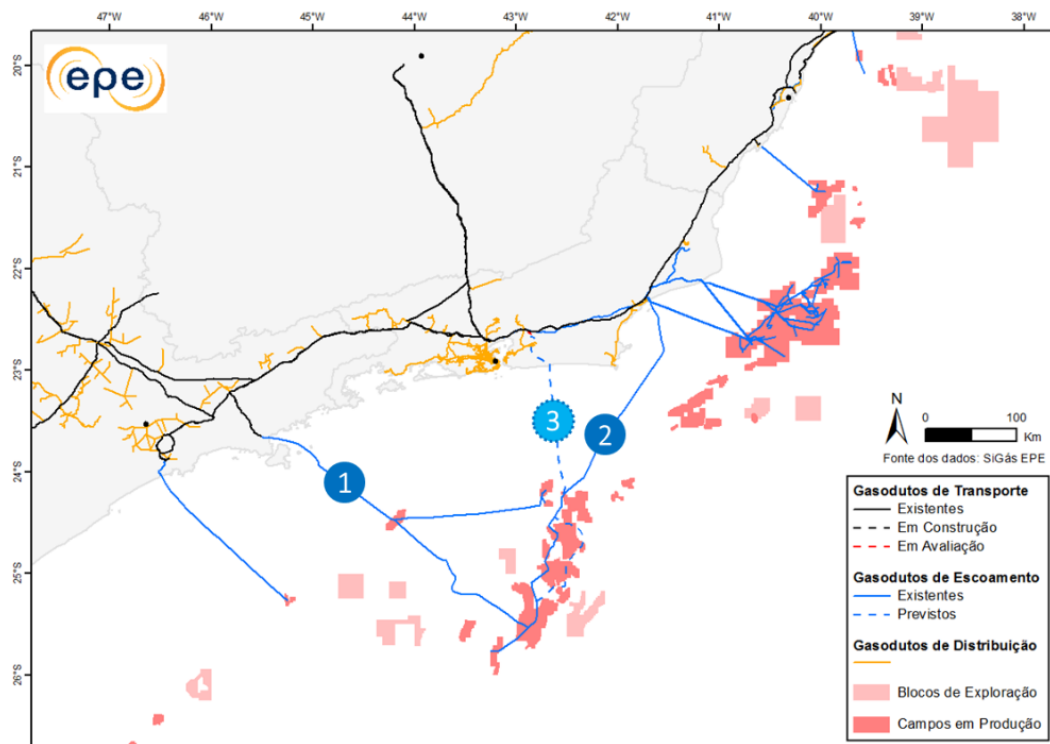 47°W 46°W 45°W 44°W 43°W 42°W 41°W 40°W 39°W 38°W
epe
20°S
21°S
22°S
23°S
24°S
25°S
26°S
3
2
1
N
0 100
Km
Fonte dos dados: SiGás EPE
Gasodutos de Transporte
Existentes
Em Construção
Em Avaliação
Gasodutos de Escoamento
Existentes
Previstos
Gasodutos de Distribuição
Blocos de Exploração
Campos em Produção